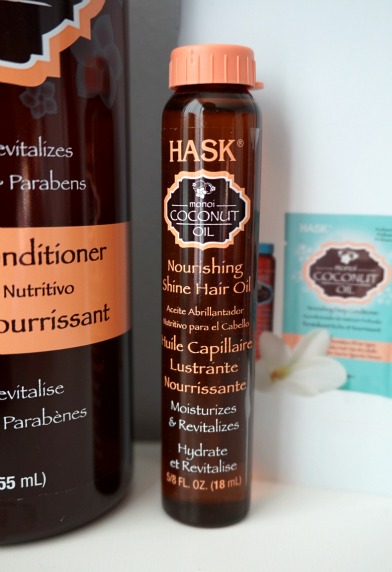 evitalizes
Parabens
onditioner
Nutritivo
ourrissant
evitalise
Parabènes
55 mL)
HASK®
monoi
COCONUT
OIL
Nourishing
Shine Hair Oil
Aceite Abrillantador
Nutritivo para el Cabello
Huile Capillaire
Lustrante
Nourrissante
Moisturizes
& Revitalizes
Hydrate
et Revitalise
5/8 FL. OZ. (18 mL)
HASK
monoi
COCONUT
OIL